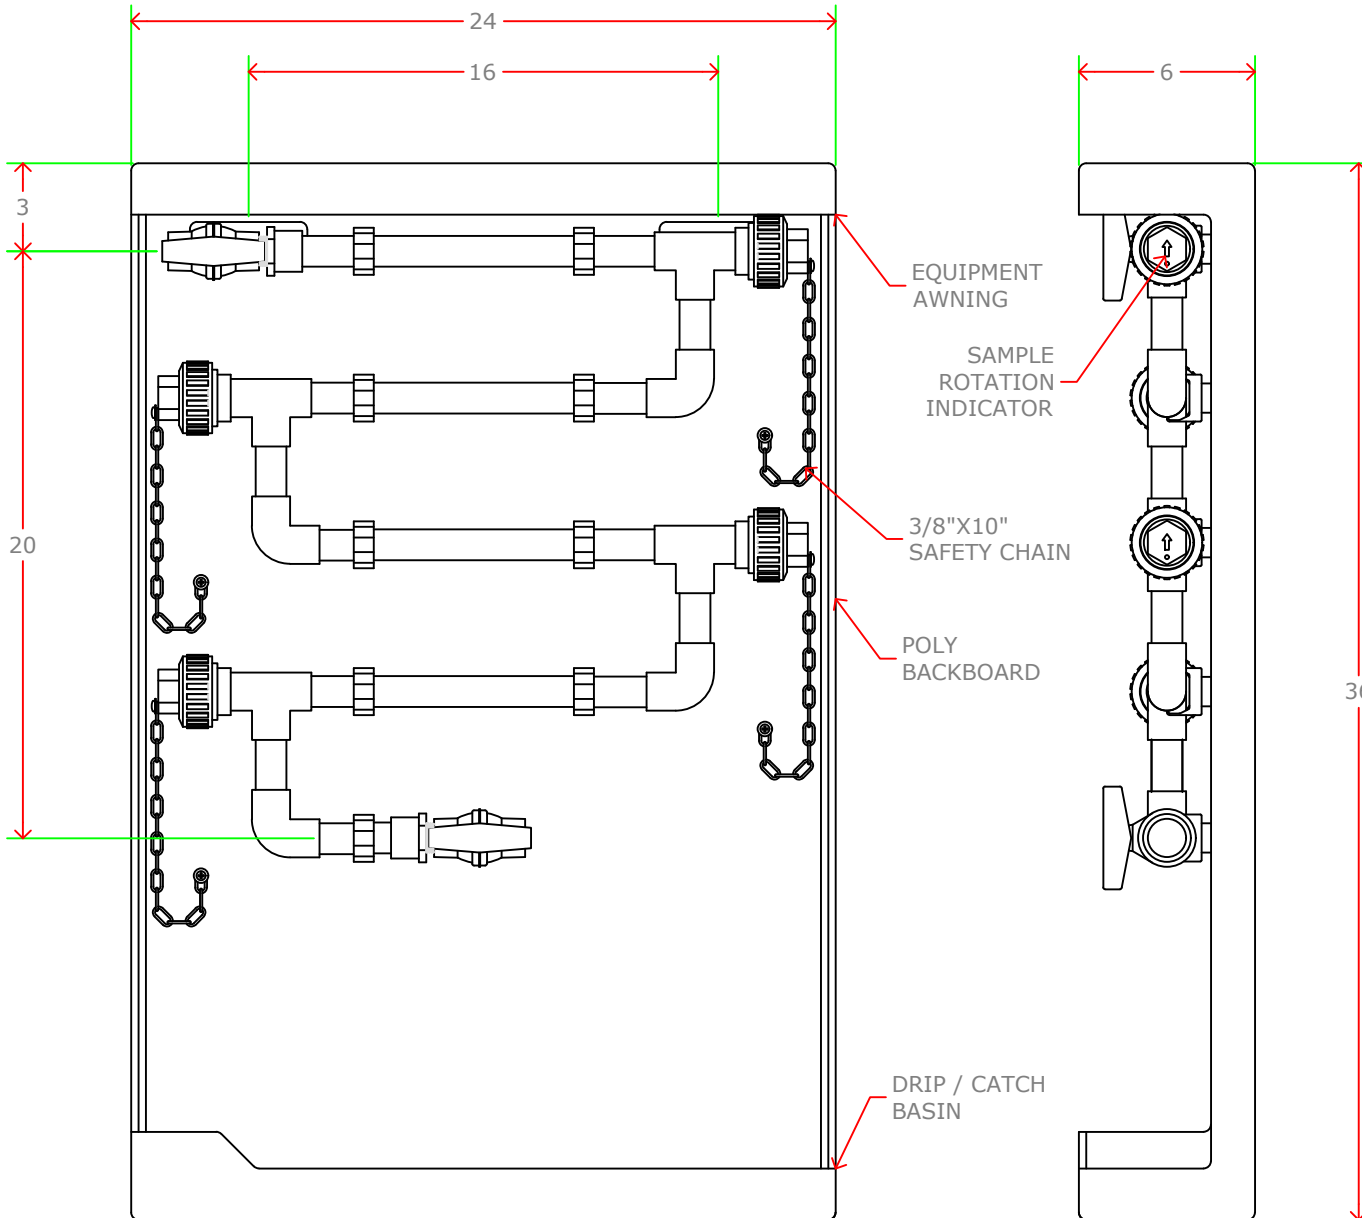 24
16
6
3
EQUIPMENT
AWNING
SAMPLE
ROTATION
INDICATOR
20
3/8"X10"
SAFETY CHAIN
POLY
BACKBOARD
DRIP / CATCH
BASIN